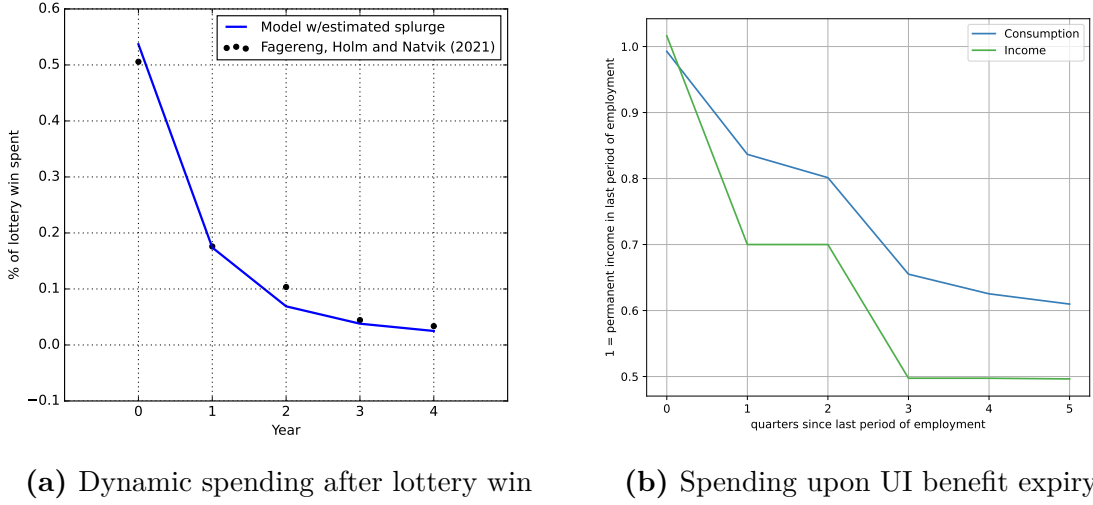 0.6
0.5
0.4
0.3
0.2
0.1
0.0
−0.1
% of lottery win spent
Model w/estimated splurge
Fagereng, Holm and Natvik (2021)
0 1 2 3 4
Year
(a) Dynamic spending after lottery win
1.0
0.9
0.8
0.7
0.6
0.5
1 = permanent income in last period of employment
Consumption
Income
0 1 2 3 4 5
quarters since last period of employment
(b) Spending upon UI benefit expiry